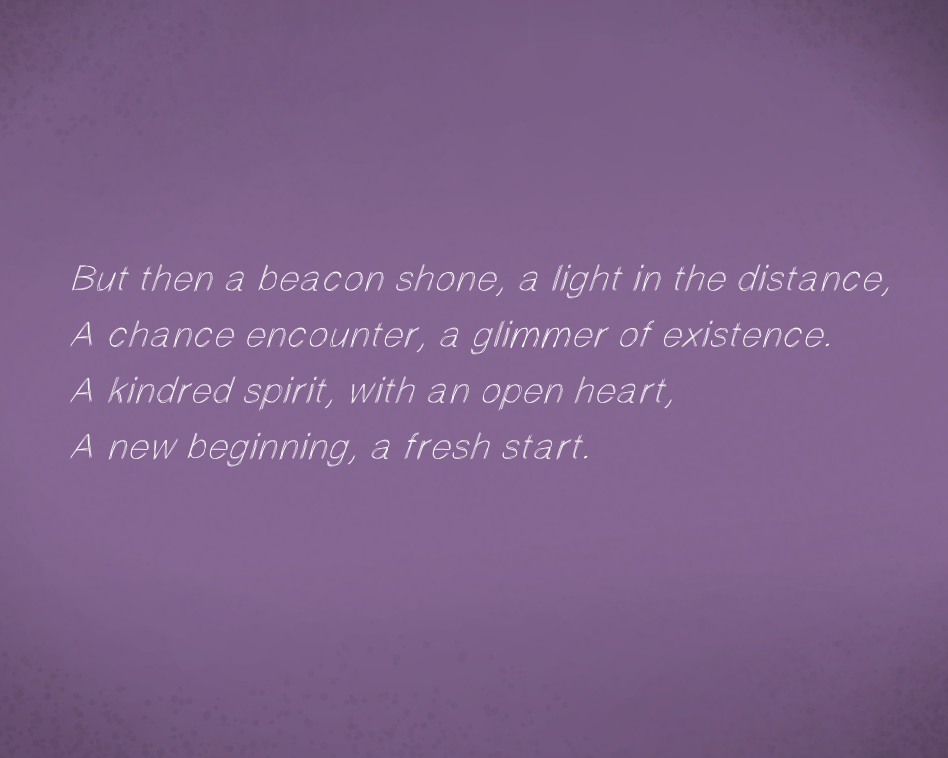 But then a beacon shone, a light in the distance,
A chance encounter, a glimmer of existence.
A kindred spirit, with an open heart,
A new beginning, a fresh start.